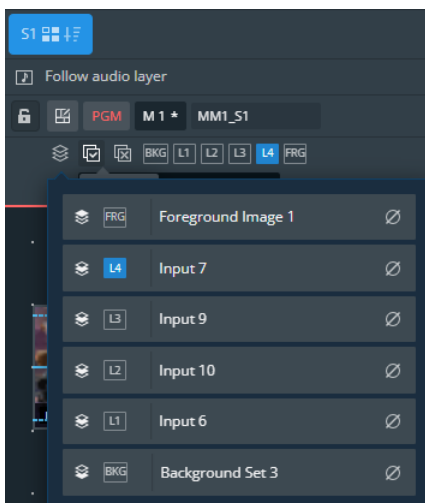 S1
Follow audio layer
PGM M 1 * MM1_S1
BKG L1 L2 L3 L4 FRG
FRG Foreground Image 1
L4 Input 7
L3 Input 9
L2 Input 10
L1 Input 6
BKG Background Set 3